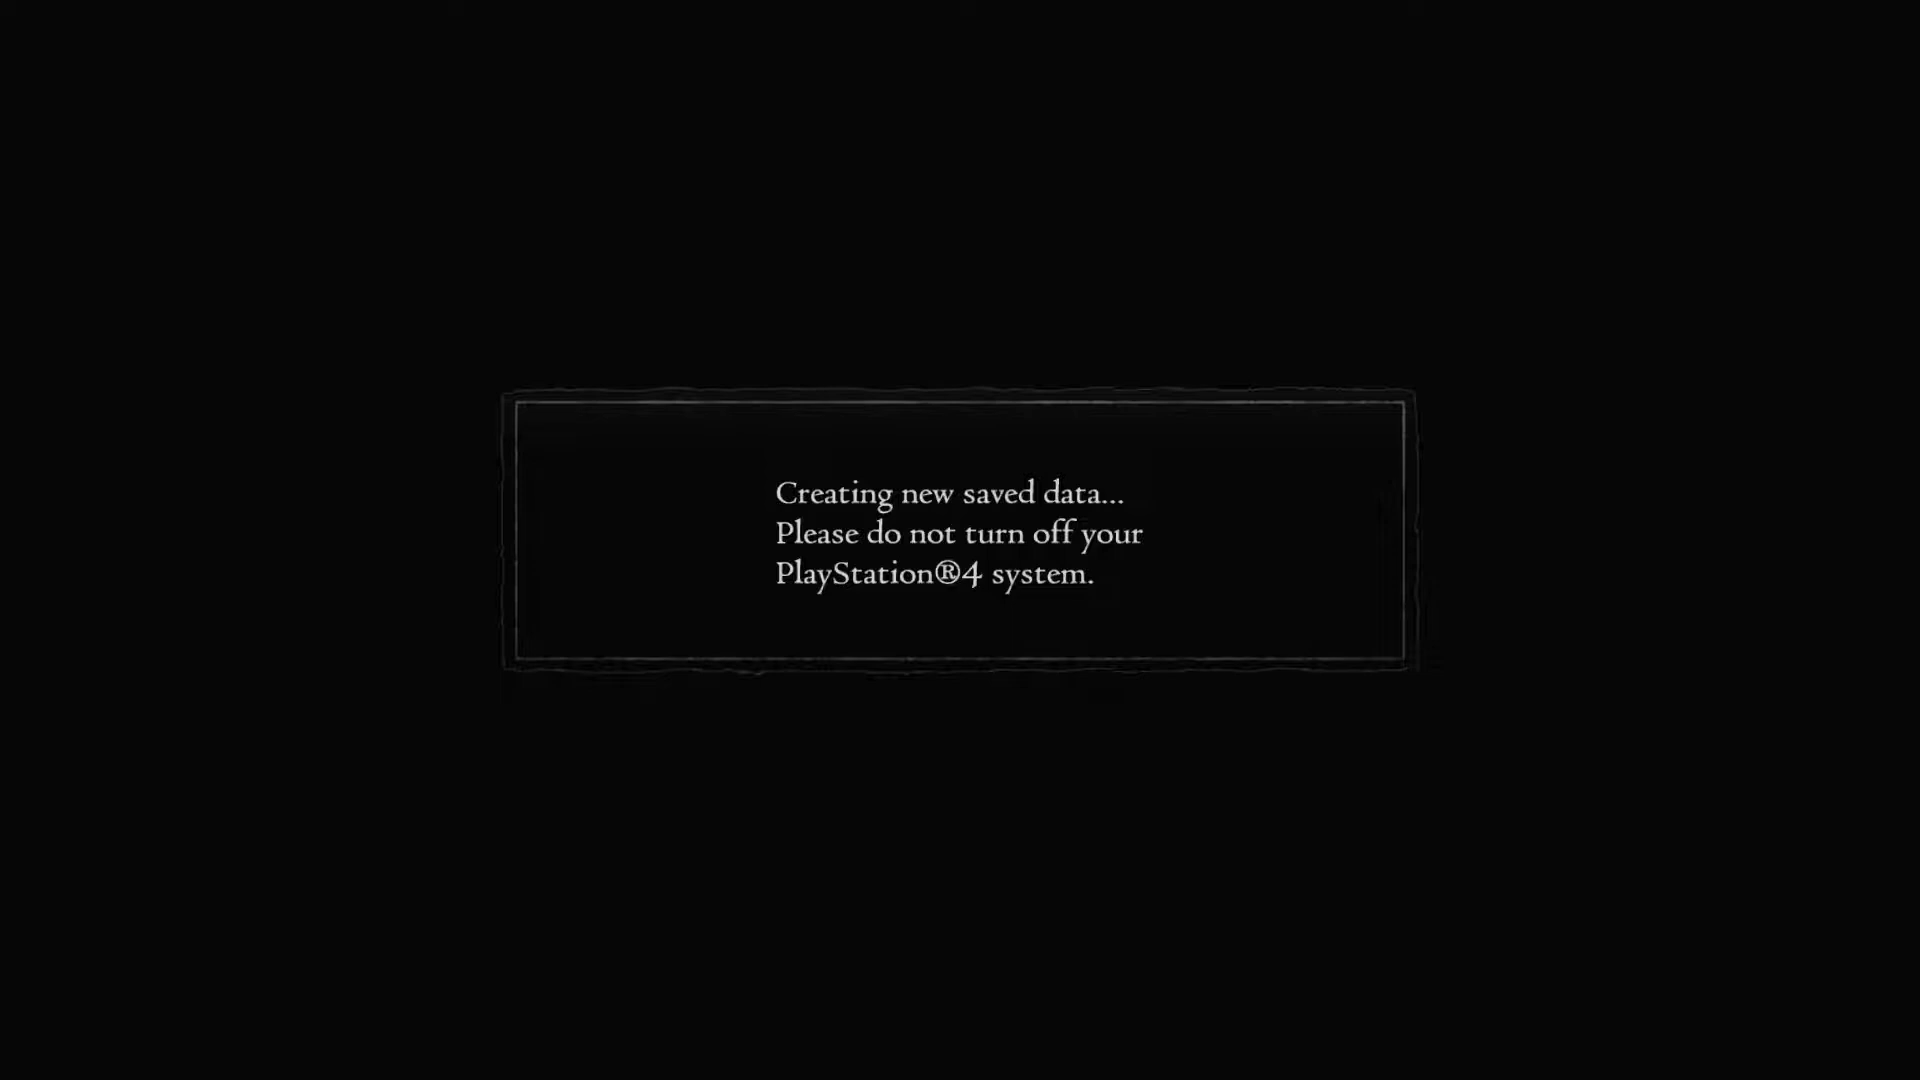 Creating new saved data...
Please do not turn off your
PlayStation®4 system.